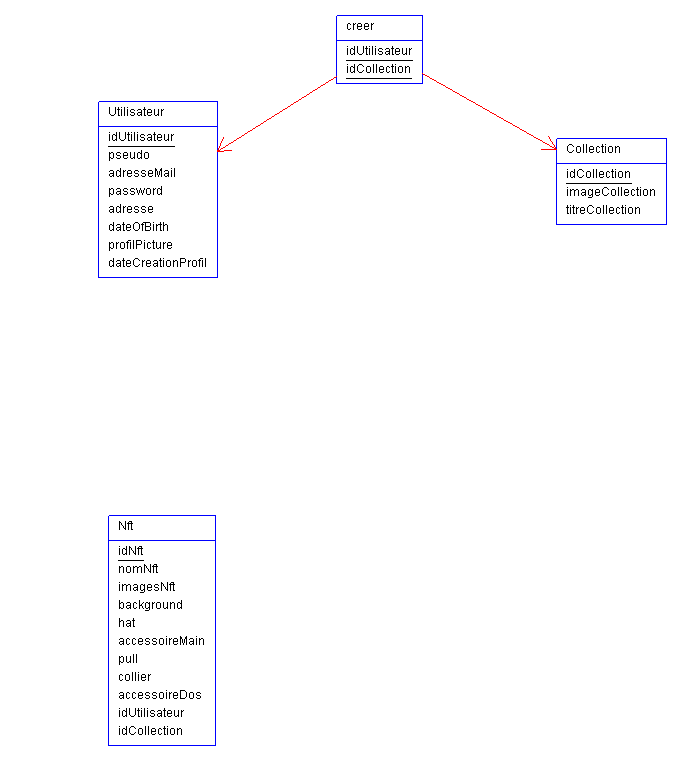 creer
idUtilisateur
idCollection
Utilisateur
idUtilisateur
pseudo
adresseMail
password
adresse
dateOfBirth
profilPicture
dateCreationProfil
Collection
idCollection
imageCollection
titreCollection
Nft
idNft
nomNft
imagesNft
background
hat
accessoireMain
pull
collier
accessoireDos
idUtilisateur
idCollection